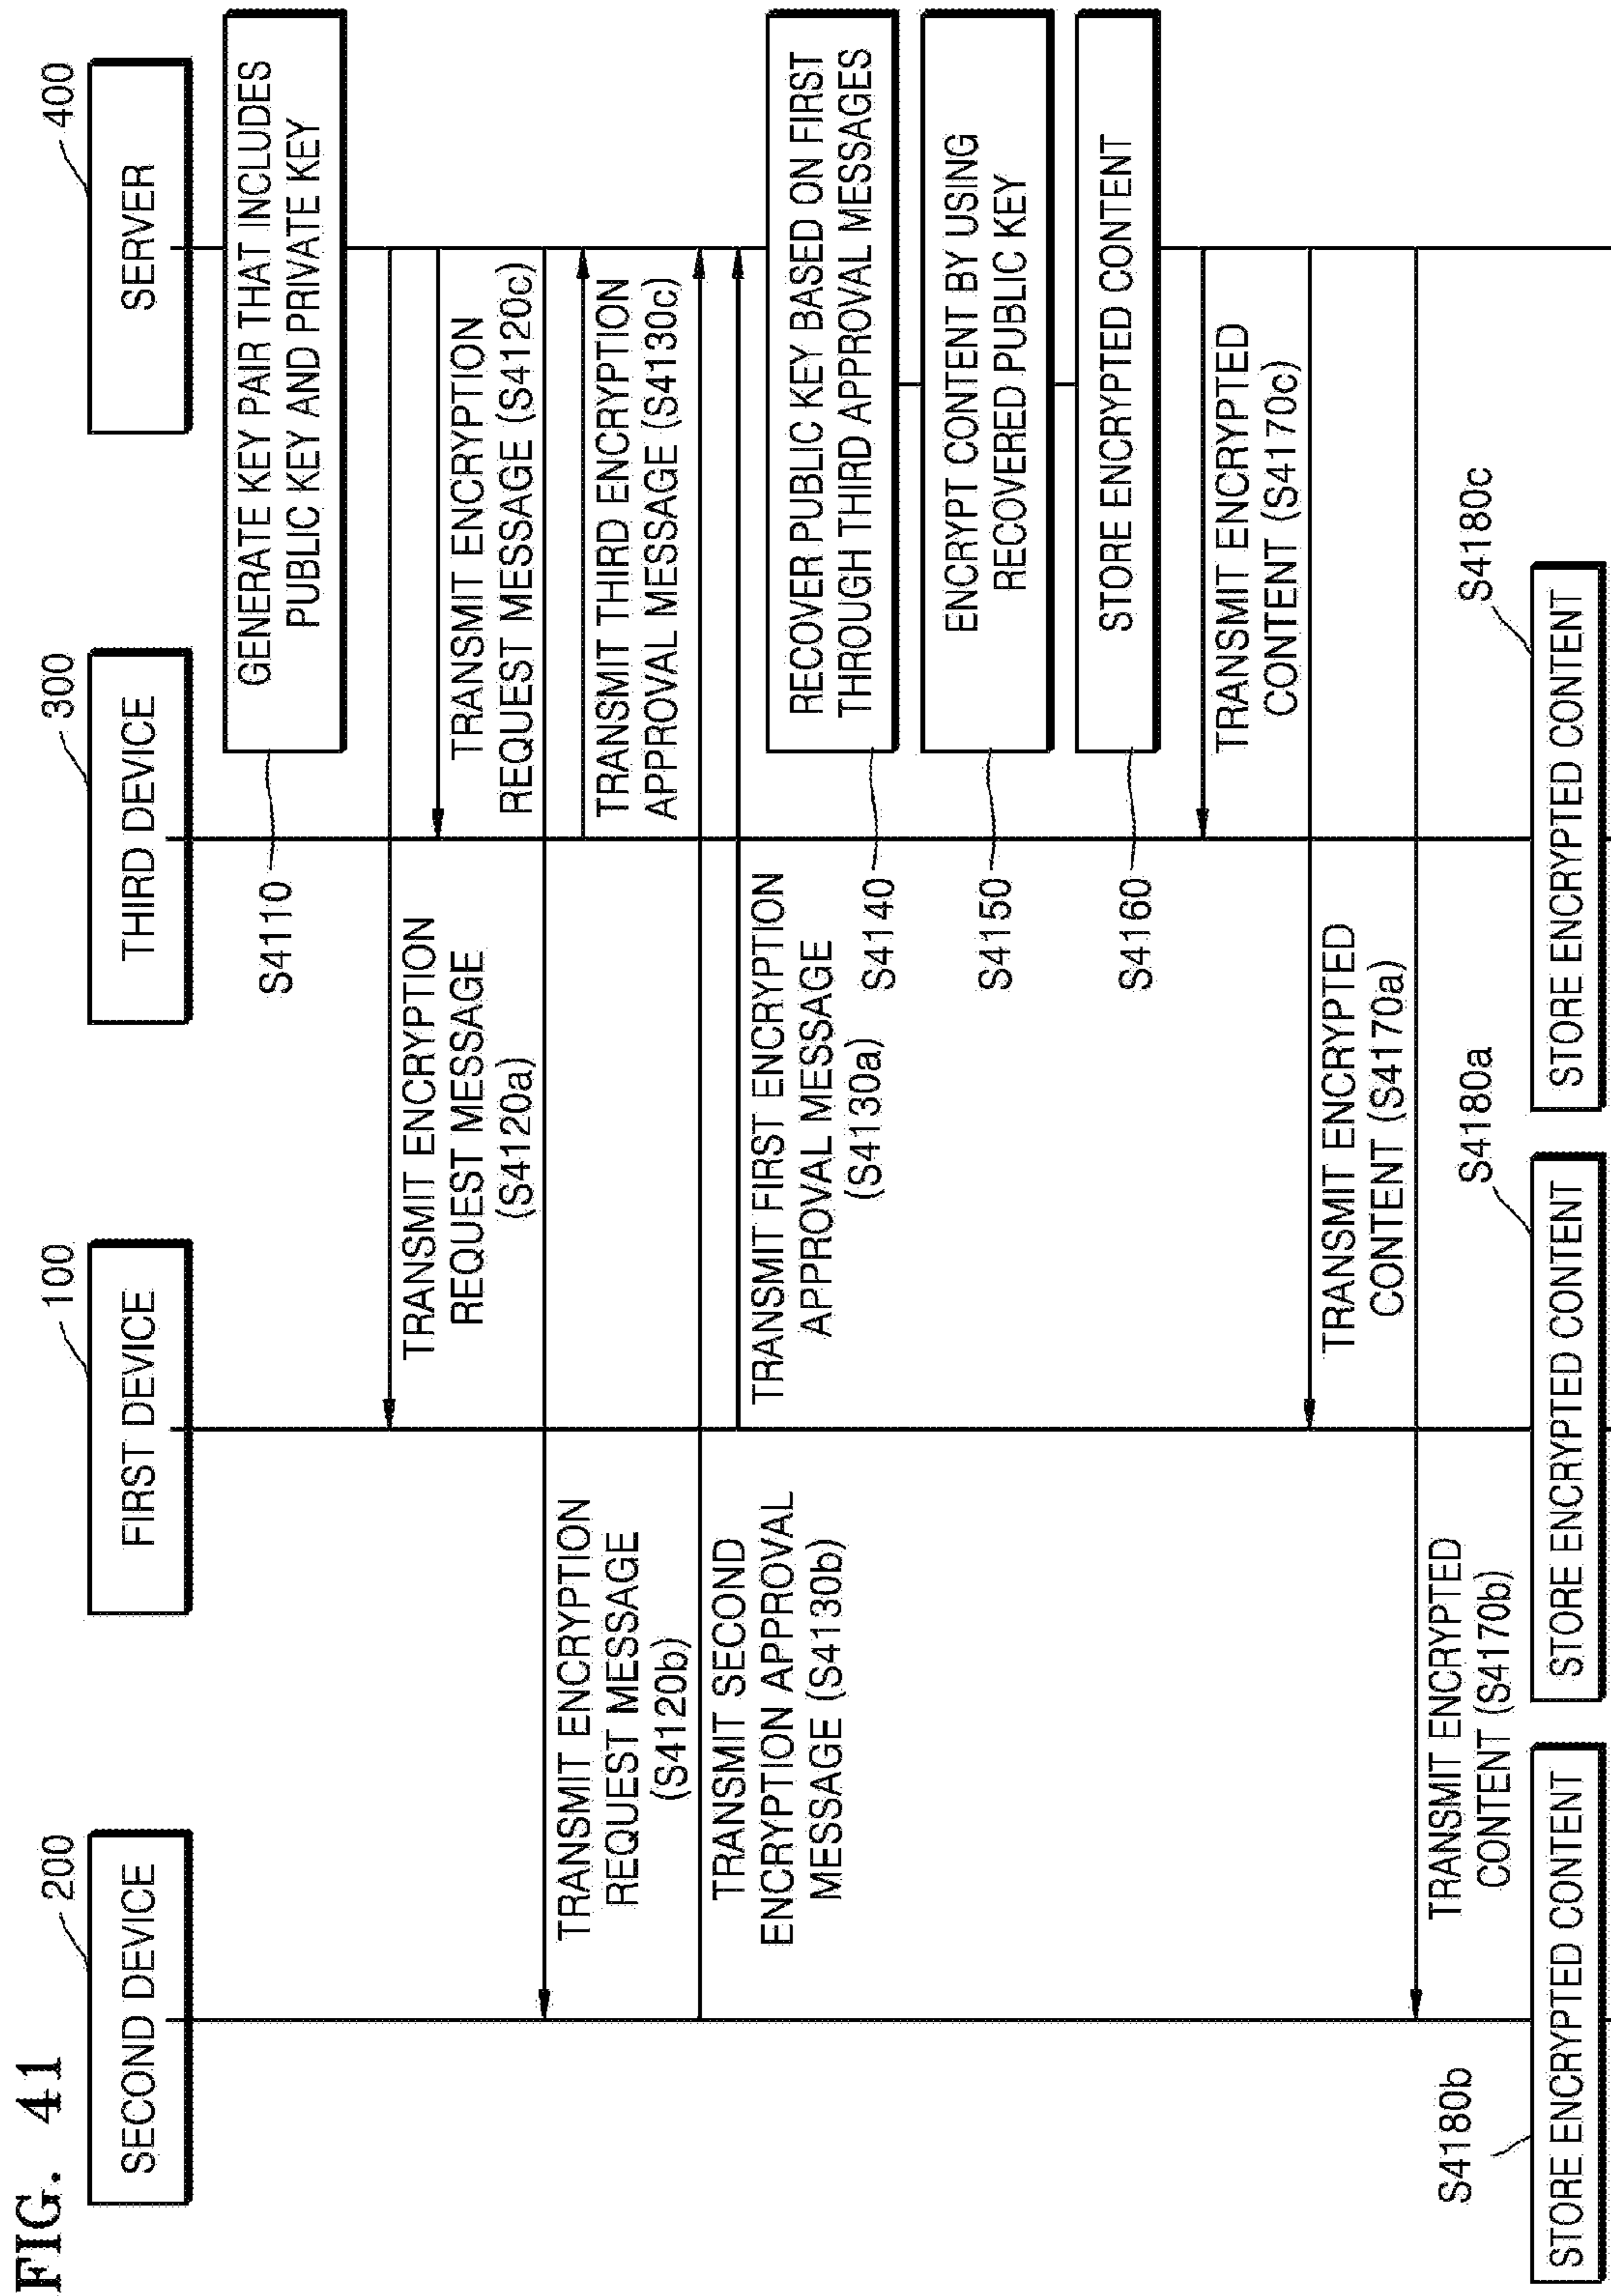 FIG. 41
200
SECOND DEVICE
100
FIRST DEVICE
300
THIRD DEVICE
400
SERVER
GENERATE KEY PAIR THAT INCLUDES
PUBLIC KEY AND PRIVATE KEY
S4110
TRANSMIT ENCRYPTION
REQUEST MESSAGE
(S4120a)
TRANSMIT ENCRYPTION
REQUEST MESSAGE (S4120c)
TRANSMIT ENCRYPTION
REQUEST MESSAGE
(S4120b)
TRANSMIT THIRD ENCRYPTION
APPROVAL MESSAGE (S4130c)
TRANSMIT SECOND
ENCRYPTION APPROVAL
MESSAGE (S4130b)
TRANSMIT FIRST ENCRYPTION
APPROVAL MESSAGE
(S4130a)
RECOVER PUBLIC KEY BASED ON FIRST
THROUGH THIRD APPROVAL MESSAGES
S4140
ENCRYPT CONTENT BY USING
RECOVERED PUBLIC KEY
S4150
STORE ENCRYPTED CONTENT
S4160
TRANSMIT ENCRYPTED
CONTENT (S4170c)
TRANSMIT ENCRYPTED
CONTENT (S4170a)
TRANSMIT ENCRYPTED
CONTENT (S4170b)
S4180b
STORE ENCRYPTED CONTENT
S4180a
STORE ENCRYPTED CONTENT
S4180c
STORE ENCRYPTED CONTENT